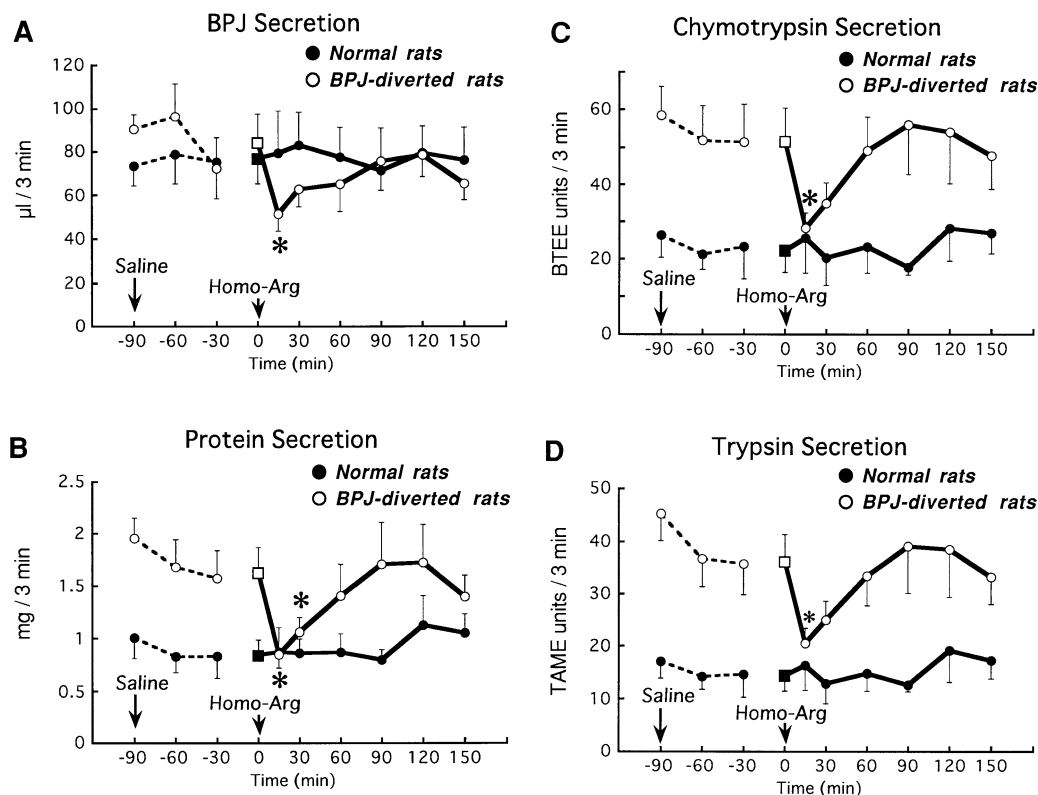 A
BPJ Secretion
Normal rats
BPJ-diverted rats
µl / 3 min
120
100
80
60
40
20
0
Saline
Homo-Arg
*
-90 -60 -30 0 30 60 90 120 150
Time (min)
C
Chymotrypsin Secretion
Normal rats
BPJ-diverted rats
BTEE units / 3 min
60
40
20
0
*
Saline
Homo-Arg
-90 -60 -30 0 30 60 90 120 150
Time (min)
B
Protein Secretion
Normal rats
BPJ-diverted rats
mg / 3 min
2.5
2
1.5
1
0.5
0
*
*
Saline
Homo-Arg
-90 -60 -30 0 30 60 90 120 150
Time (min)
D
Trypsin Secretion
Normal rats
BPJ-diverted rats
TAME units / 3 min
50
40
30
20
10
0
*
Saline
Homo-Arg
-90 -60 -30 0 30 60 90 120 150
Time (min)